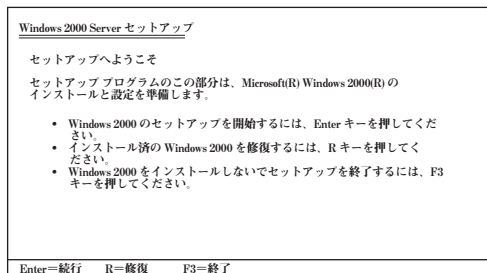 Windows 2000 Server セットアップ
セットアップへようこそ
セットアップ プログラムのこの部分は、Microsoft(R) Windows 2000(R) の
インストールと設定を準備します。
• Windows 2000 のセットアップを開始するには、Enter キーを押してくだ
さい。
• インストール済の Windows 2000 を修復するには、R キーを押してく
ださい。
• Windows 2000 をインストールしないでセットアップを終了するには、F3
キーを押してください。
Enter＝続行 R＝修復 F3＝終了